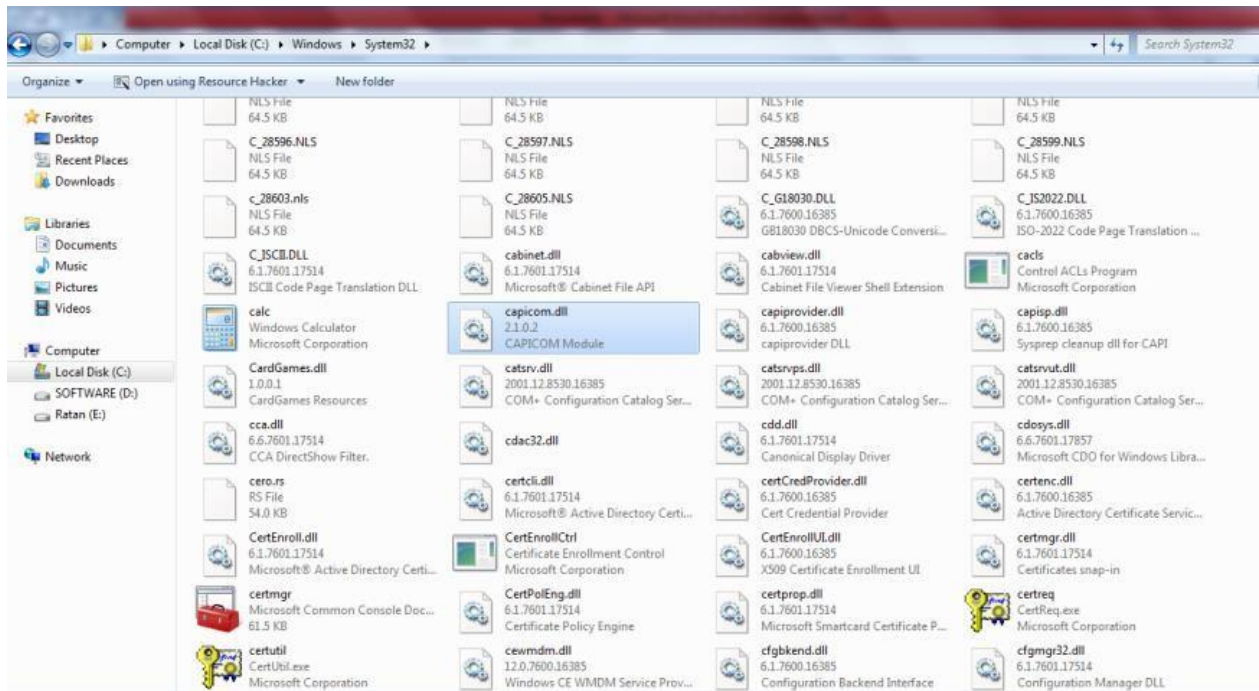 Computer ▸ Local Disk (C:) ▸ Windows ▸ System32 ▸
Search System32
Organize ▾ Open using Resource Hacker ▾ New folder
Favorites
Desktop
Recent Places
Downloads
Libraries
Documents
Music
Pictures
Videos
Computer
Local Disk (C:)
SOFTWARE (D:)
Ratan (E:)
Network
NLS File
64.5 KB
NLS File
64.5 KB
NLS File
64.5 KB
NLS File
64.5 KB
C_28596.NLS
NLS File
64.5 KB
C_28597.NLS
NLS File
64.5 KB
C_28598.NLS
NLS File
64.5 KB
C_28599.NLS
NLS File
64.5 KB
c_28603.nls
NLS File
64.5 KB
C_28605.NLS
NLS File
64.5 KB
C_G18030.DLL
6.1.7600.16385
GB18030 DBCS-Unicode Conversi...
C_IS2022.DLL
6.1.7600.16385
ISO-2022 Code Page Translation ...
C_ISCII.DLL
6.1.7601.17514
ISCII Code Page Translation DLL
cabinet.dll
6.1.7601.17514
Microsoft® Cabinet File API
cabview.dll
6.1.7601.17514
Cabinet File Viewer Shell Extension
cacls
Control ACLs Program
Microsoft Corporation
calc
Windows Calculator
Microsoft Corporation
capicom.dll
2.1.0.2
CAPICOM Module
capiprovider.dll
6.1.7600.16385
capiprovider DLL
capisp.dll
6.1.7600.16385
Sysprep cleanup dll for CAPI
CardGames.dll
1.0.0.1
CardGames Resources
catsrv.dll
2001.12.8530.16385
COM+ Configuration Catalog Ser...
catsrvps.dll
2001.12.8530.16385
COM+ Configuration Catalog Ser...
catsrvut.dll
2001.12.8530.16385
COM+ Configuration Catalog Ser...
cca.dll
6.6.7601.17514
CCA DirectShow Filter.
cdac32.dll
cdd.dll
6.1.7601.17514
Canonical Display Driver
cdosys.dll
6.6.7601.17857
Microsoft CDO for Windows Libra...
cero.rs
RS File
54.0 KB
certcli.dll
6.1.7601.17514
Microsoft® Active Directory Certi...
certCredProvider.dll
6.1.7600.16385
Cert Credential Provider
certenc.dll
6.1.7600.16385
Active Directory Certificate Servic...
CertEnroll.dll
6.1.7601.17514
Microsoft® Active Directory Certi...
CertEnrollCtrl
Certificate Enrollment Control
Microsoft Corporation
CertEnrollUI.dll
6.1.7600.16385
X509 Certificate Enrollment UI
certmgr.dll
6.1.7601.17514
Certificates snap-in
certmgr
Microsoft Common Console Doc...
61.5 KB
CertPolEng.dll
6.1.7601.17514
Certificate Policy Engine
certprop.dll
6.1.7601.17514
Microsoft Smartcard Certificate P...
certreq
CertReq.exe
Microsoft Corporation
certutil
CertUtil.exe
Microsoft Corporation
cewmdm.dll
12.0.7600.16385
Windows CE WMDM Service Prov...
cfgbkend.dll
6.1.7600.16385
Configuration Backend Interface
cfgmgr32.dll
6.1.7601.17514
Configuration Manager DLL